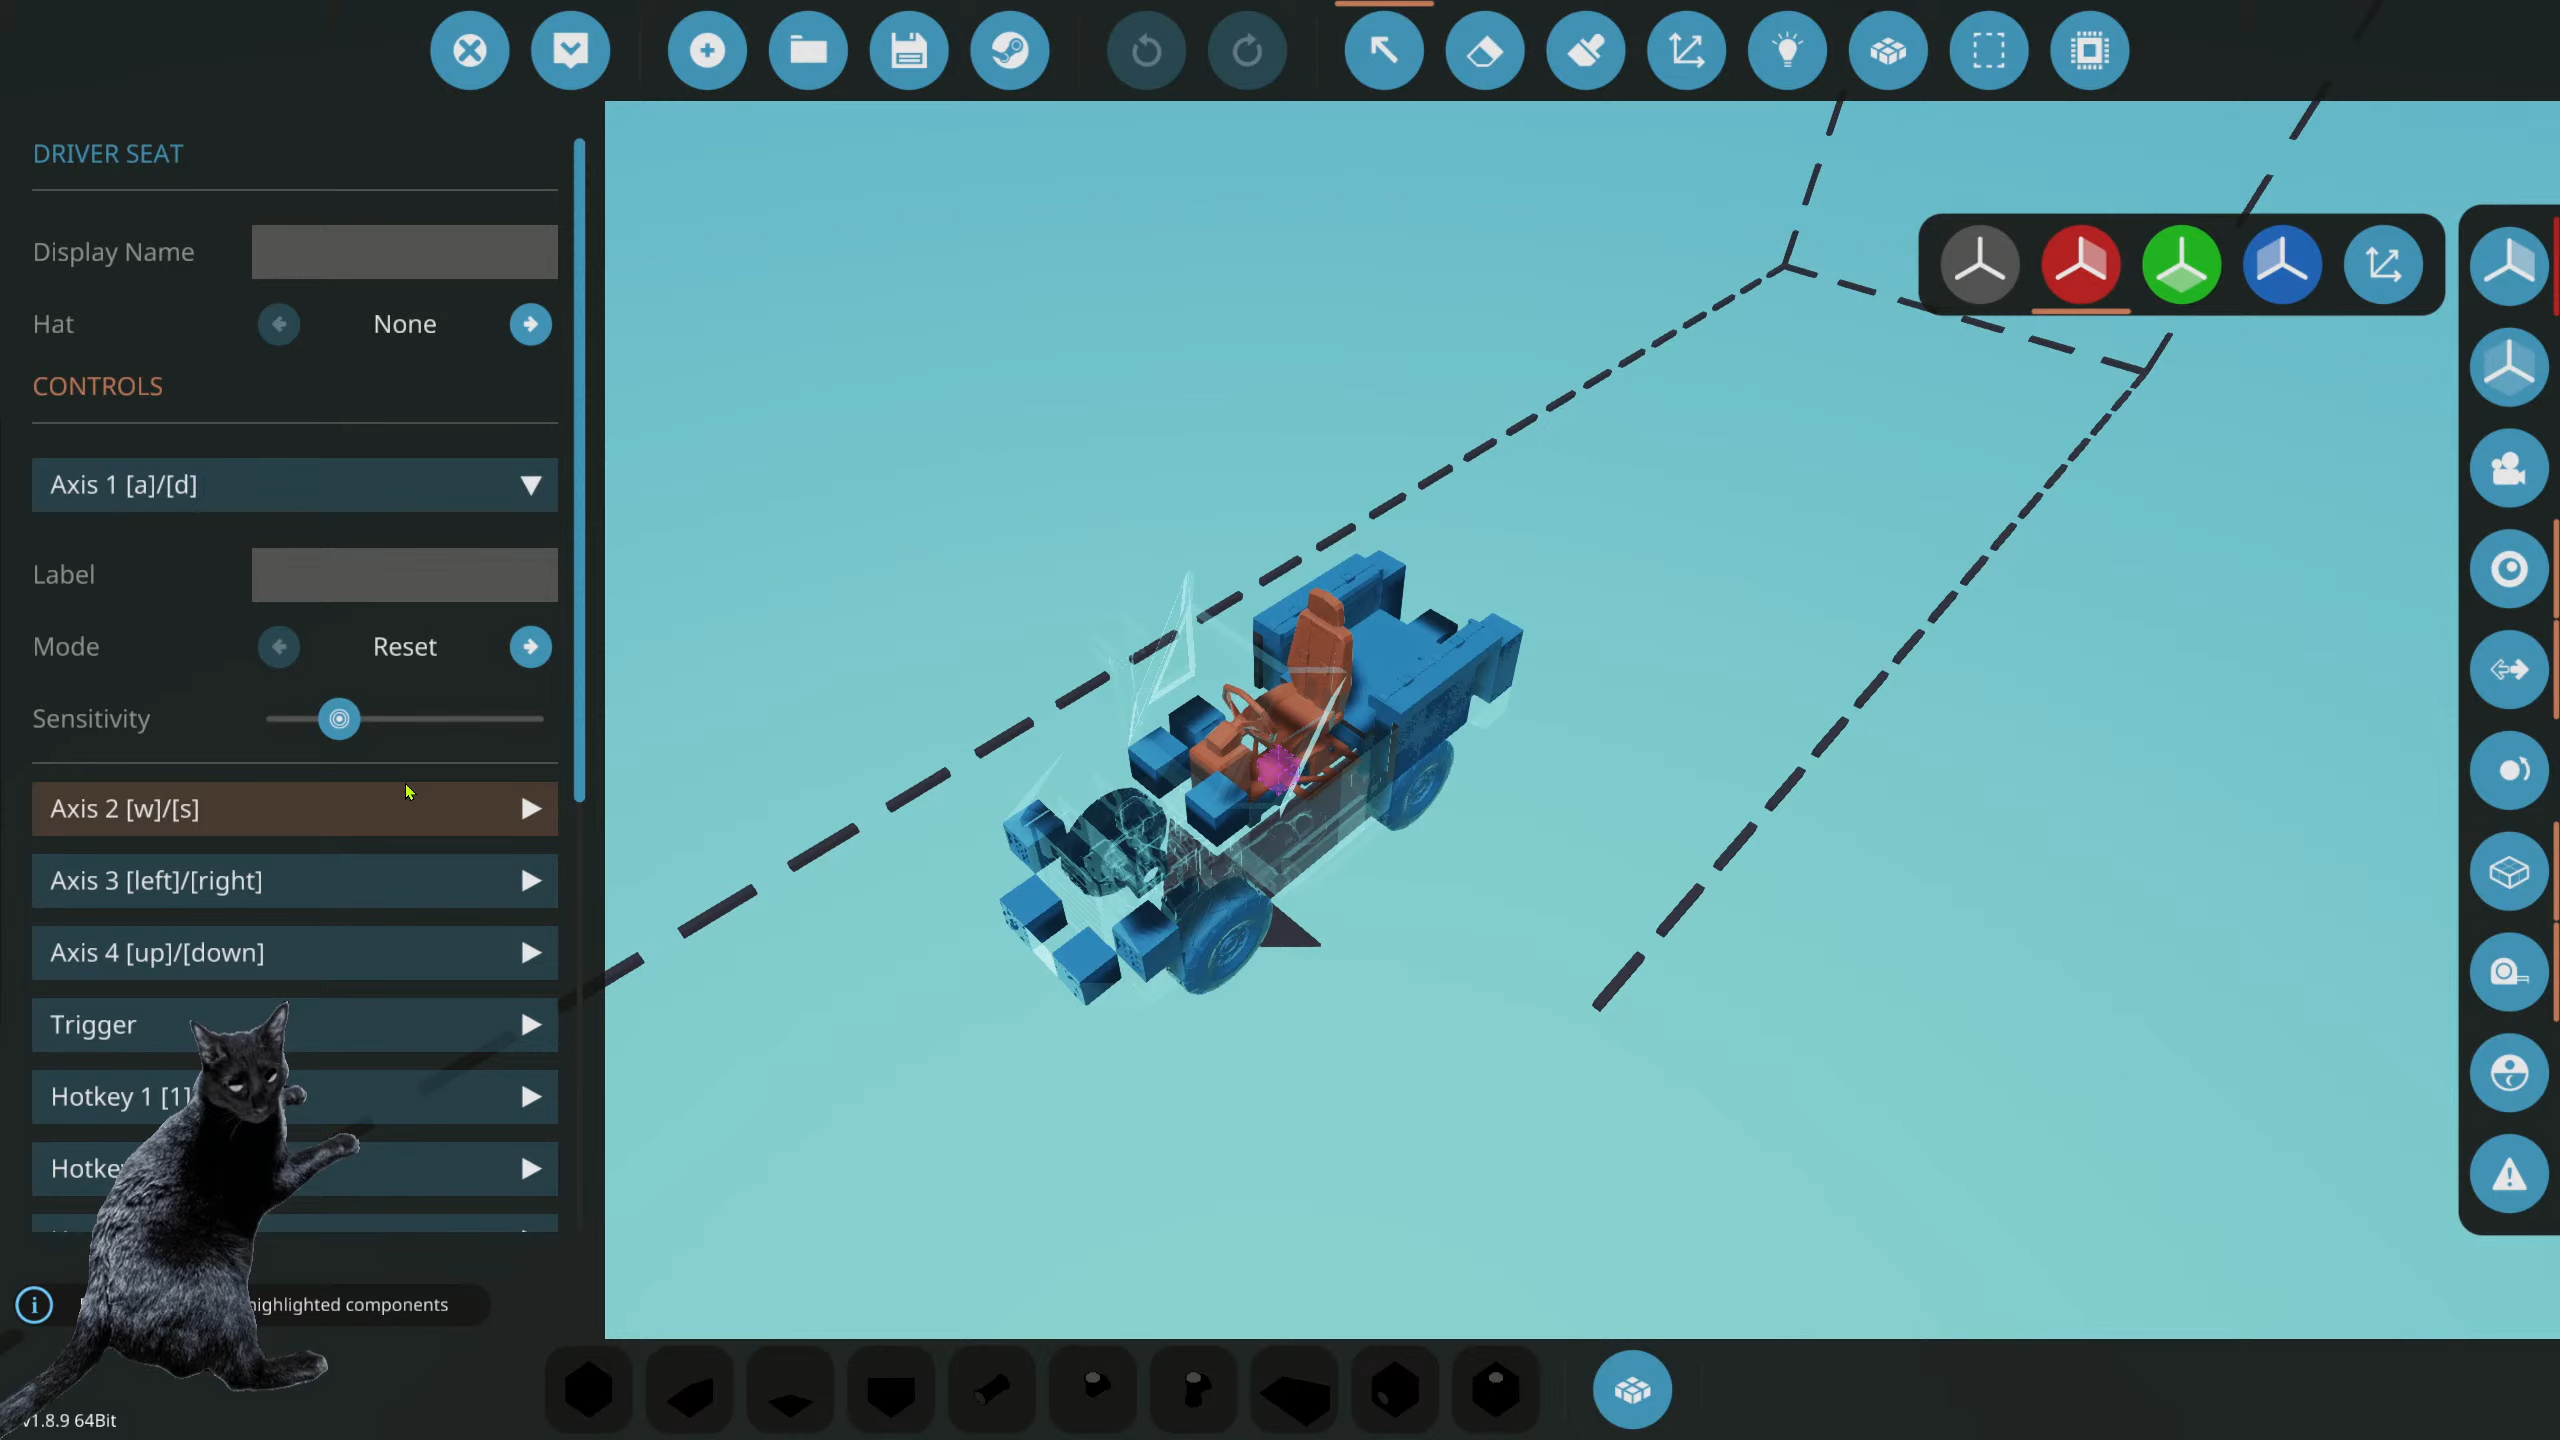 DRIVER SEAT
Display Name
Hat None
CONTROLS
Axis 1 [a]/[d]
Label
Mode Reset
Sensitivity
Axis 2 [w]/[s]
Axis 3 [left]/[right]
Axis 4 [up]/[down]
Trigger
Hotkey 1 [1]
highlighted components
v1.8.9 64Bit